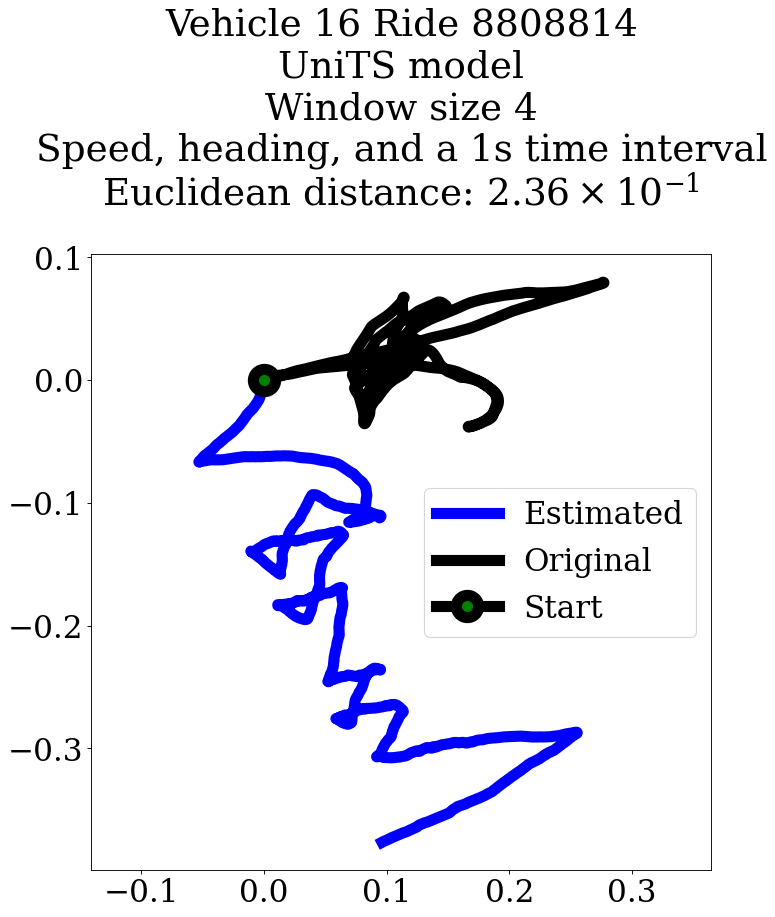 Vehicle 16 Ride 8808814
UniTS model
Window size 4
Speed, heading, and a 1s time interval
Euclidean distance: 2.36 × 10⁻¹
0.1
0.0
−0.1
−0.2
−0.3
Estimated
Original
Start
−0.1 0.0 0.1 0.2 0.3